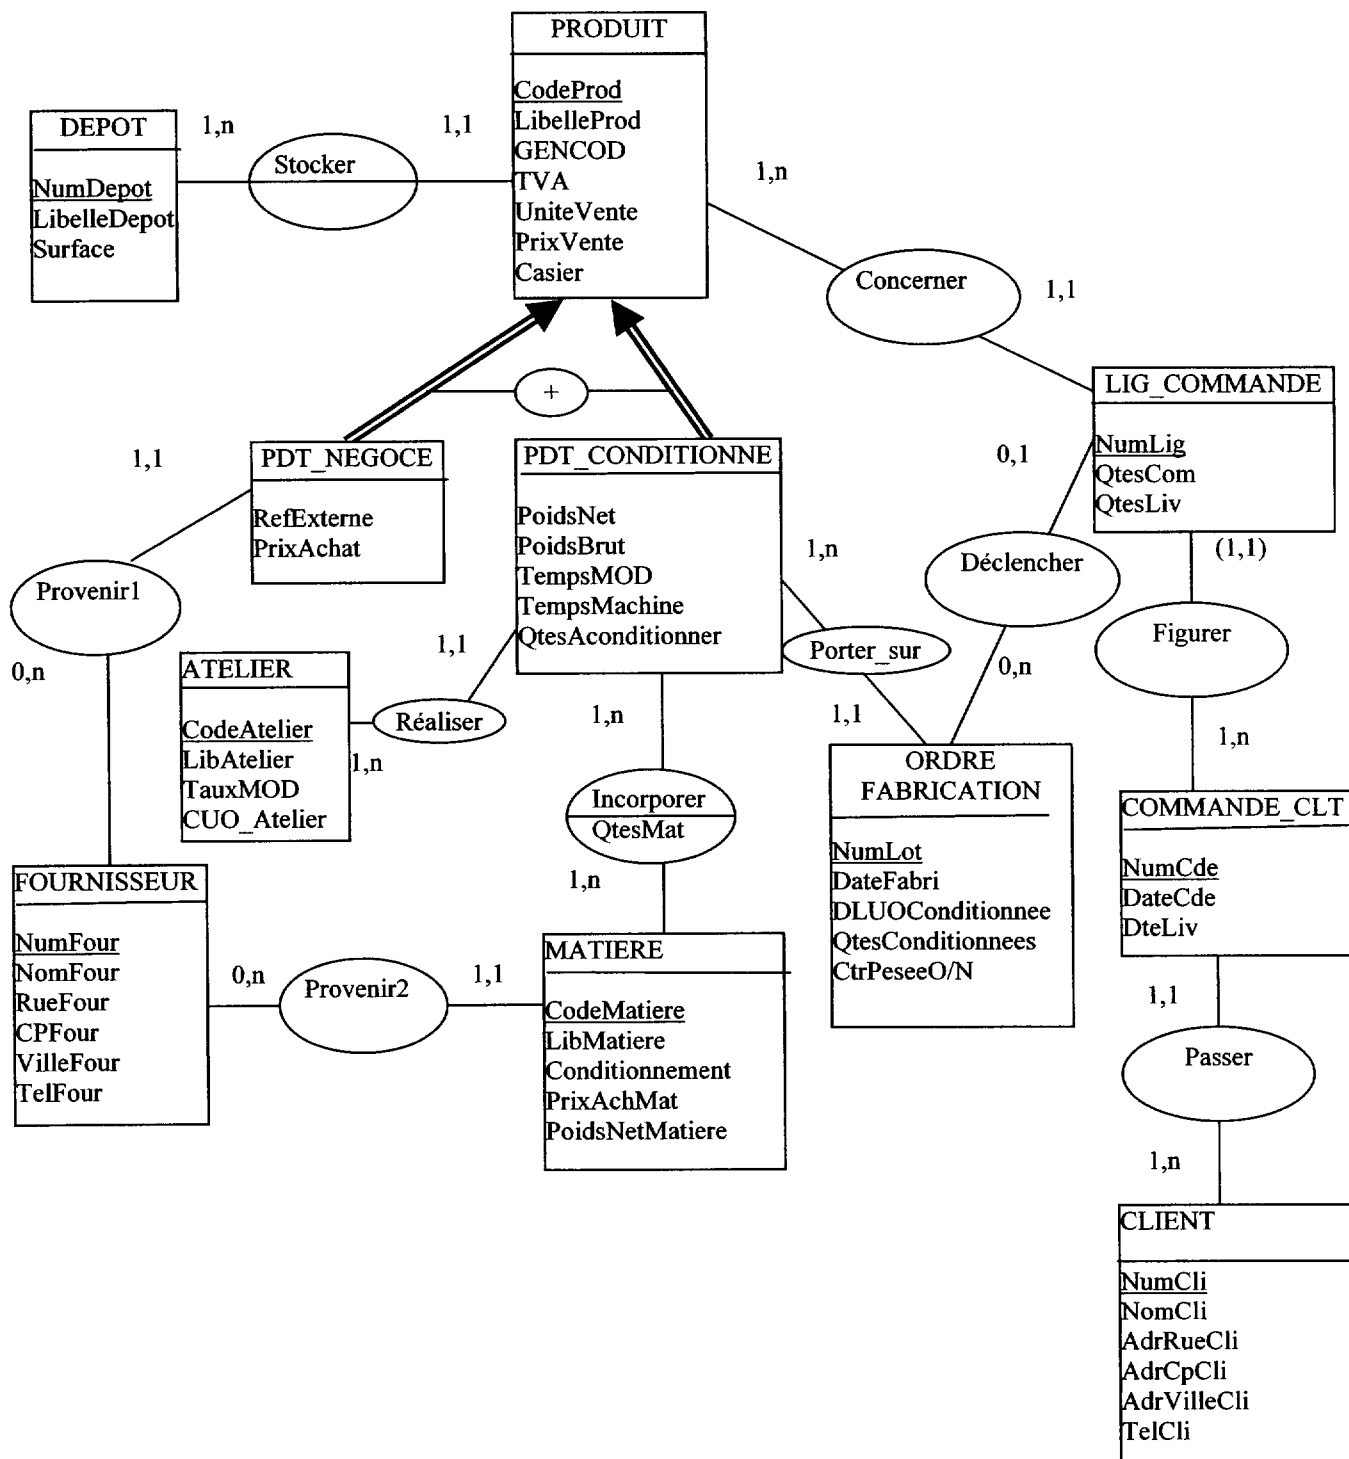 PRODUIT
CodeProd
LibelleProd
GENCOD
TVA
UniteVente
PrixVente
Casier
DEPOT
NumDepot
LibelleDepot
Surface
1,n
Stocker
1,1
1,n
Concerner
1,1
+
LIG_COMMANDE
NumLig
QtesCom
QtesLiv
PDT_NEGOCE
RefExterne
PrixAchat
PDT_CONDITIONNE
PoidsNet
PoidsBrut
TempsMOD
TempsMachine
QtesAconditionner
1,1
Provenir1
0,n
0,1
Déclencher
0,n
(1,1)
Figurer
1,n
1,n
Porter_sur
1,1
ATELIER
CodeAtelier
LibAtelier
TauxMOD
CUO_Atelier
1,1
Réaliser
1,n
1,n
Incorporer
QtesMat
1,n
ORDRE
FABRICATION
NumLot
DateFabri
DLUOConditionnee
QtesConditionnees
CtrPeseeO/N
COMMANDE_CLT
NumCde
DateCde
DteLiv
FOURNISSEUR
NumFour
NomFour
RueFour
CPFour
VilleFour
TelFour
0,n
Provenir2
1,1
MATIERE
CodeMatiere
LibMatiere
Conditionnement
PrixAchMat
PoidsNetMatiere
1,1
Passer
1,n
CLIENT
NumCli
NomCli
AdrRueCli
AdrCpCli
AdrVilleCli
TelCli